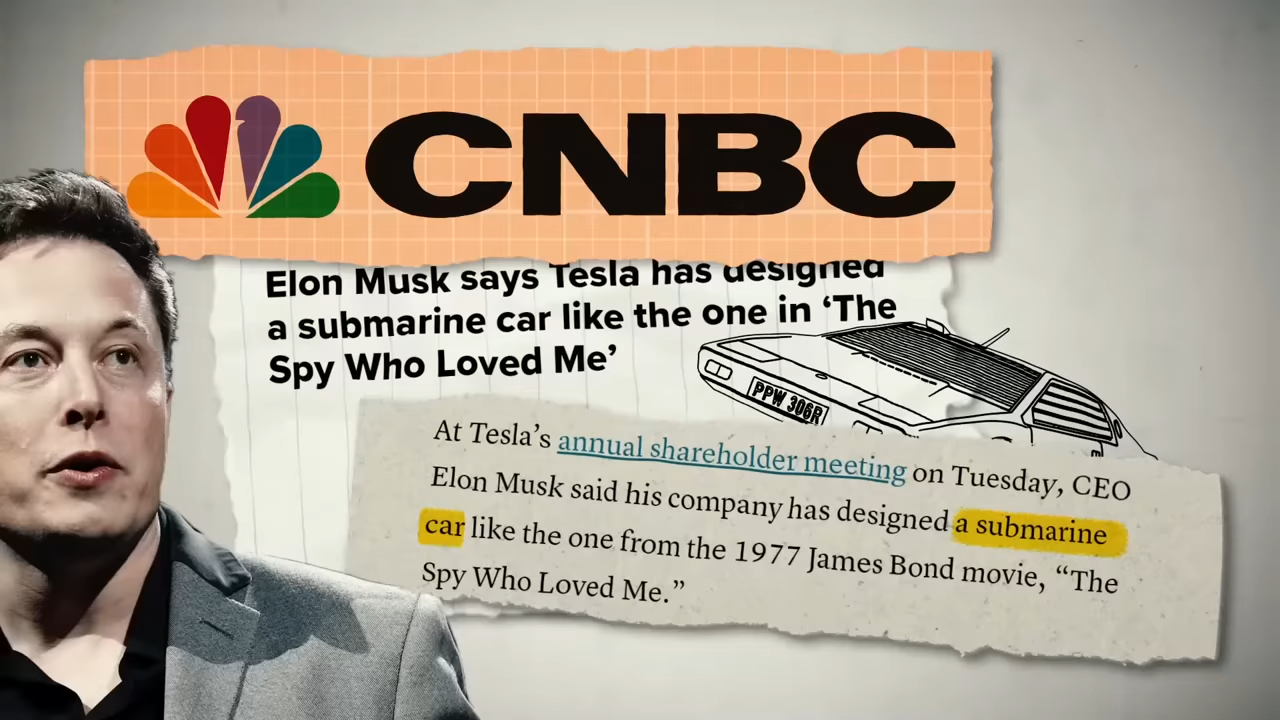 CNBC
Elon Musk says Tesla has designed
a submarine car like the one in ‘The
Spy Who Loved Me’
PPW 306R
At Tesla’s annual shareholder meeting on Tuesday, CEO
Elon Musk said his company has designed a submarine
car like the one from the 1977 James Bond movie, “The
Spy Who Loved Me.”